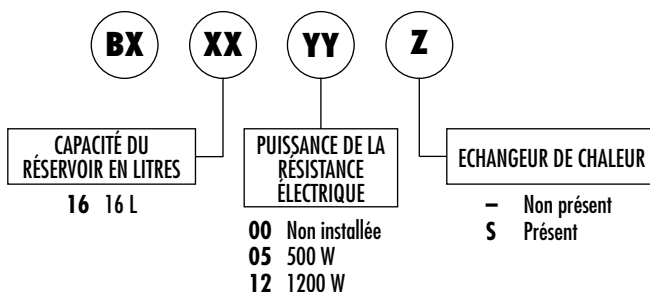 BX XX YY Z
CAPACITÉ DU
RÉSERVOIR EN LITRES
16 16 L
PUISSANCE DE LA
RÉSISTANCE
ÉLECTRIQUE
00 Non installée
05 500 W
12 1200 W
ECHANGEUR DE CHALEUR
– Non présent
S Présent